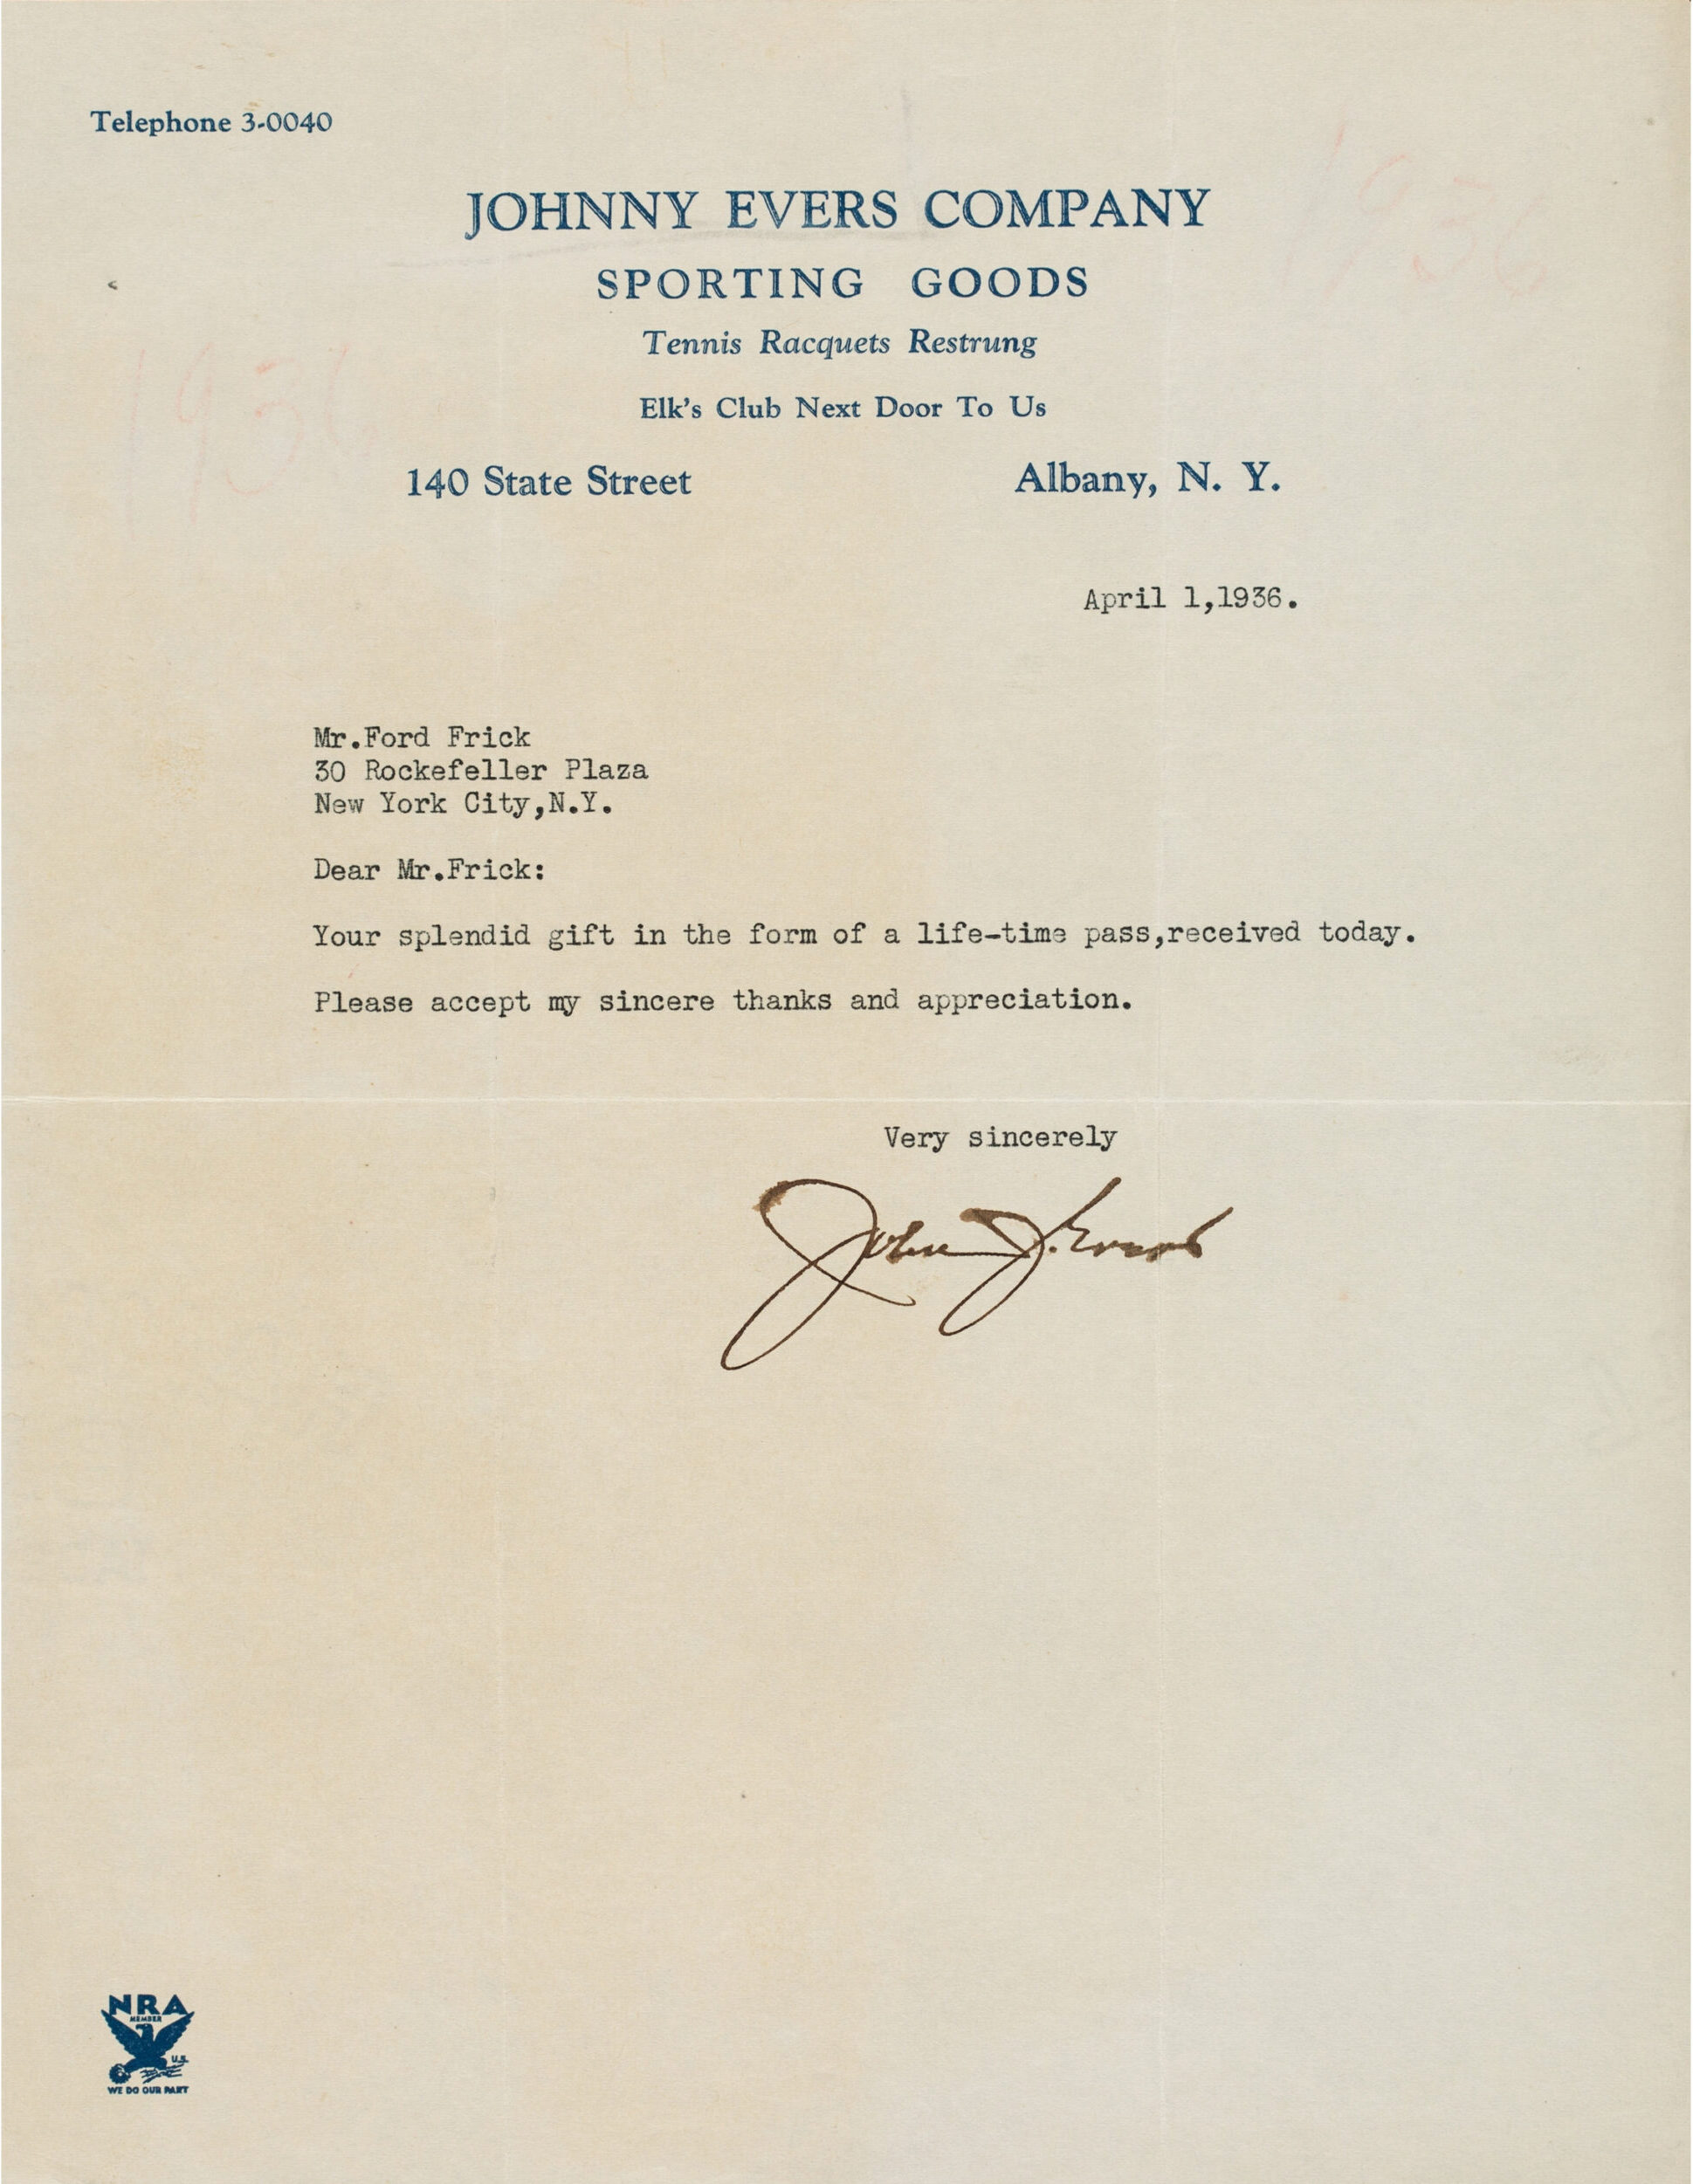 Telephone 3-0040
JOHNNY EVERS COMPANY
SPORTING GOODS
Tennis Racquets Restrung
Elk's Club Next Door To Us
140 State Street Albany, N. Y.
1936
1936
April 1,1936.
Mr.Ford Frick
30 Rockefeller Plaza
New York City,N.Y.
Dear Mr.Frick:
Your splendid gift in the form of a life-time pass,received today.
Please accept my sincere thanks and appreciation.
Very sincerely
John J. Evers
NRA
MEMBER
U.S.
WE DO OUR PART